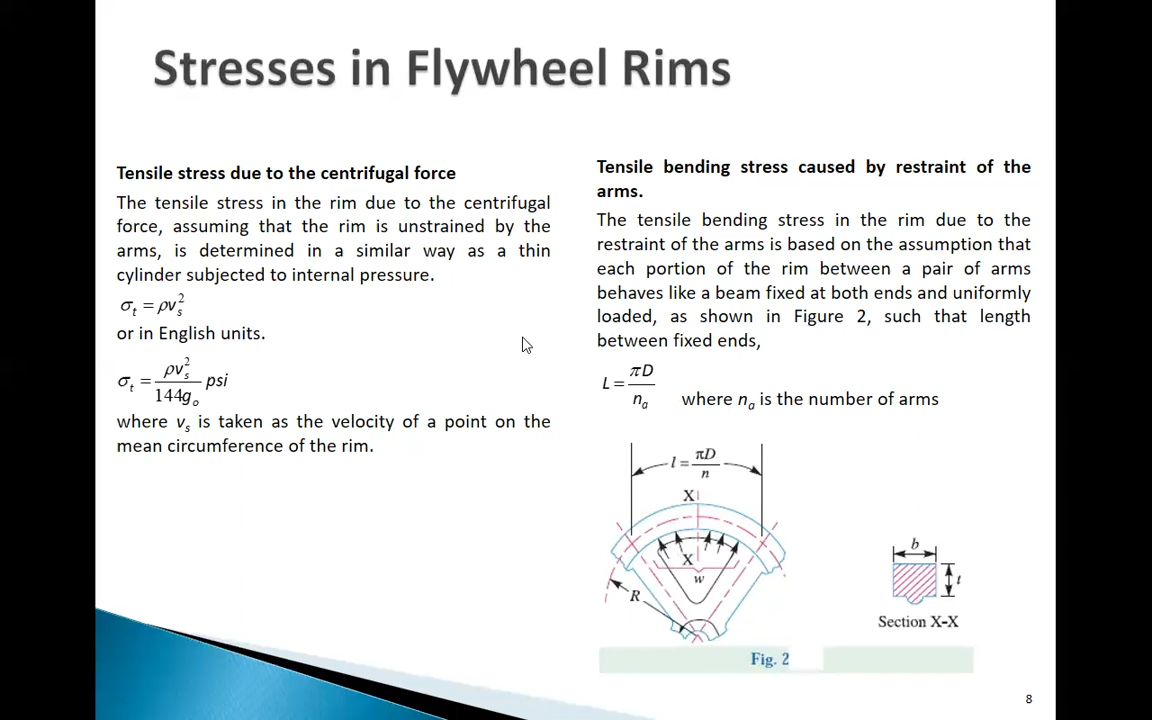 Stresses in Flywheel Rims
Tensile stress due to the centrifugal force
The tensile stress in the rim due to the centrifugal
force, assuming that the rim is unstrained by the
arms, is determined in a similar way as a thin
cylinder subjected to internal pressure.
σt = ρvs²
or in English units.
σt = ρvs² / 144go psi
where vs is taken as the velocity of a point on the
mean circumference of the rim.
Tensile bending stress caused by restraint of the
arms.
The tensile bending stress in the rim due to the
restraint of the arms is based on the assumption that
each portion of the rim between a pair of arms
behaves like a beam fixed at both ends and uniformly
loaded, as shown in Figure 2, such that length
between fixed ends,
L = πD / na where na is the number of arms
l = πD / n
X
X
w
R
b
t
Section X-X
Fig. 2
8